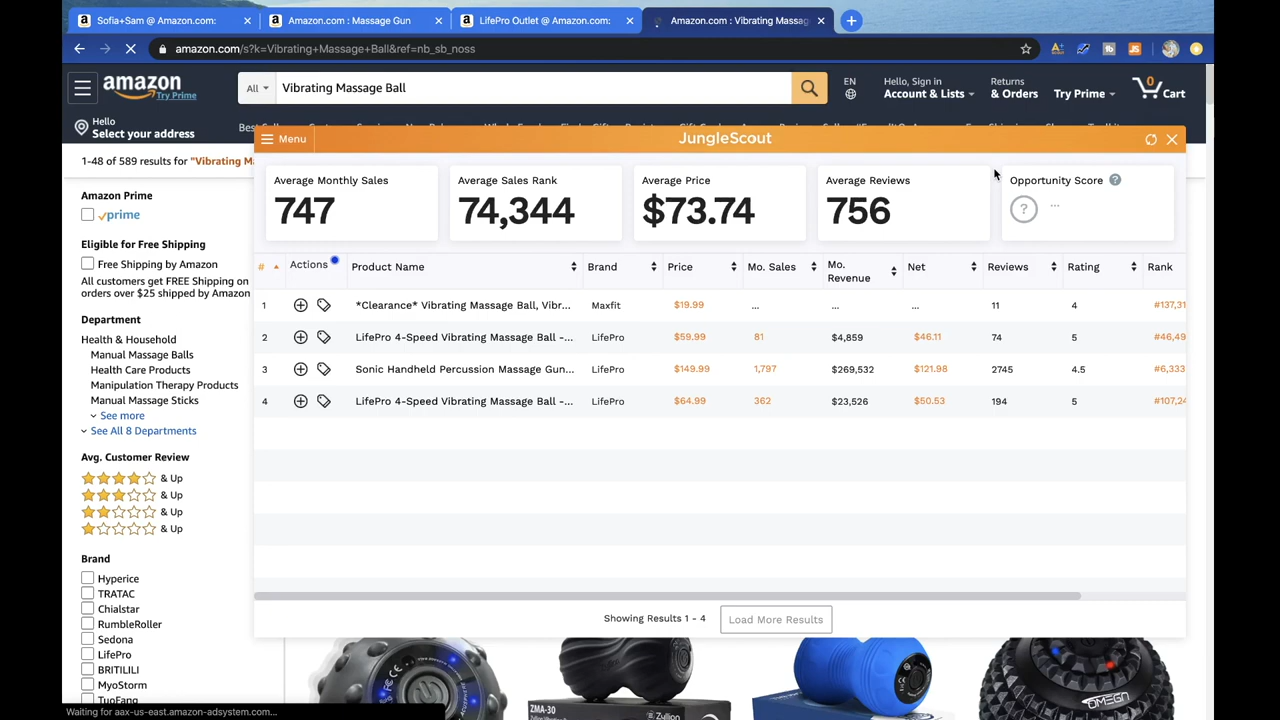 Sofia+Sam @ Amazon.com:
Amazon.com : Massage Gun
LifePro Outlet @ Amazon.com:
Amazon.com : Vibrating Massag
amazon.com/s?k=Vibrating+Massage+Ball&ref=nb_sb_noss
amazon
Try Prime
All
Vibrating Massage Ball
EN
Hello, Sign in
Account & Lists
Returns
& Orders
Try Prime
0
Cart
Hello
Select your address
1-48 of 589 results for "Vibrating M
Menu
JungleScout
Average Monthly Sales
747
Average Sales Rank
74,344
Average Price
$73.74
Average Reviews
756
Opportunity Score ?
? ...
# Actions Product Name Brand Price Mo. Sales Mo. Revenue Net Reviews Rating Rank
1 *Clearance* Vibrating Massage Ball, Vibr... Maxfit $19.99 ... ... ... 11 4 #137,31
2 LifePro 4-Speed Vibrating Massage Ball -... LifePro $59.99 81 $4,859 $46.11 74 5 #46,49
3 Sonic Handheld Percussion Massage Gun... LifePro $149.99 1,797 $269,532 $121.98 2745 4.5 #6,333
4 LifePro 4-Speed Vibrating Massage Ball -... LifePro $64.99 362 $23,526 $50.53 194 5 #107,24
Showing Results 1 - 4
Load More Results
Amazon Prime
prime
Eligible for Free Shipping
Free Shipping by Amazon
All customers get FREE Shipping on
orders over $25 shipped by Amazon
Department
Health & Household
Manual Massage Balls
Health Care Products
Manipulation Therapy Products
Manual Massage Sticks
See more
See All 8 Departments
Avg. Customer Review
& Up
& Up
& Up
& Up
Brand
Hyperice
TRATAC
Chialstar
RumbleRoller
Sedona
LifePro
BRITILILI
MyoStorm
TuoFang
ZMA-30
Zyllion
OMEGA
Waiting for aax-us-east.amazon-adsystem.com...